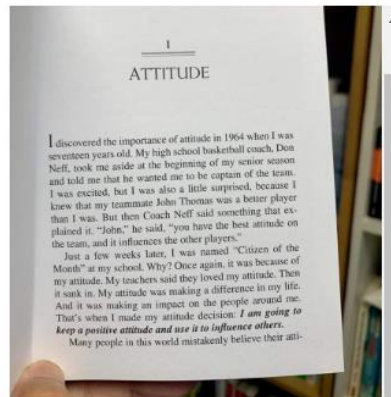 1
ATTITUDE
I discovered the importance of attitude in 1964 when I was
seventeen years old. My high school basketball coach, Don
Neff, took me aside at the beginning of my senior season
and told me that he wanted me to be captain of the team.
I was excited, but I was also a little surprised, because I
knew that my teammate John Thomas was a better player
than I was. But then Coach Neff said something that ex-
plained it. “John,” he said, “you have the best attitude on
the team, and it influences the other players.”
Just a few weeks later, I was named “Citizen of the
Month” at my school. Why? Once again, it was because of
my attitude. My teachers said they loved my attitude. Then
it sank in. My attitude was making a difference in my life.
And it was making an impact on the people around me.
That’s when I made my attitude decision: I am going to
keep a positive attitude and use it to influence others.
Many people in this world mistakenly believe their atti-